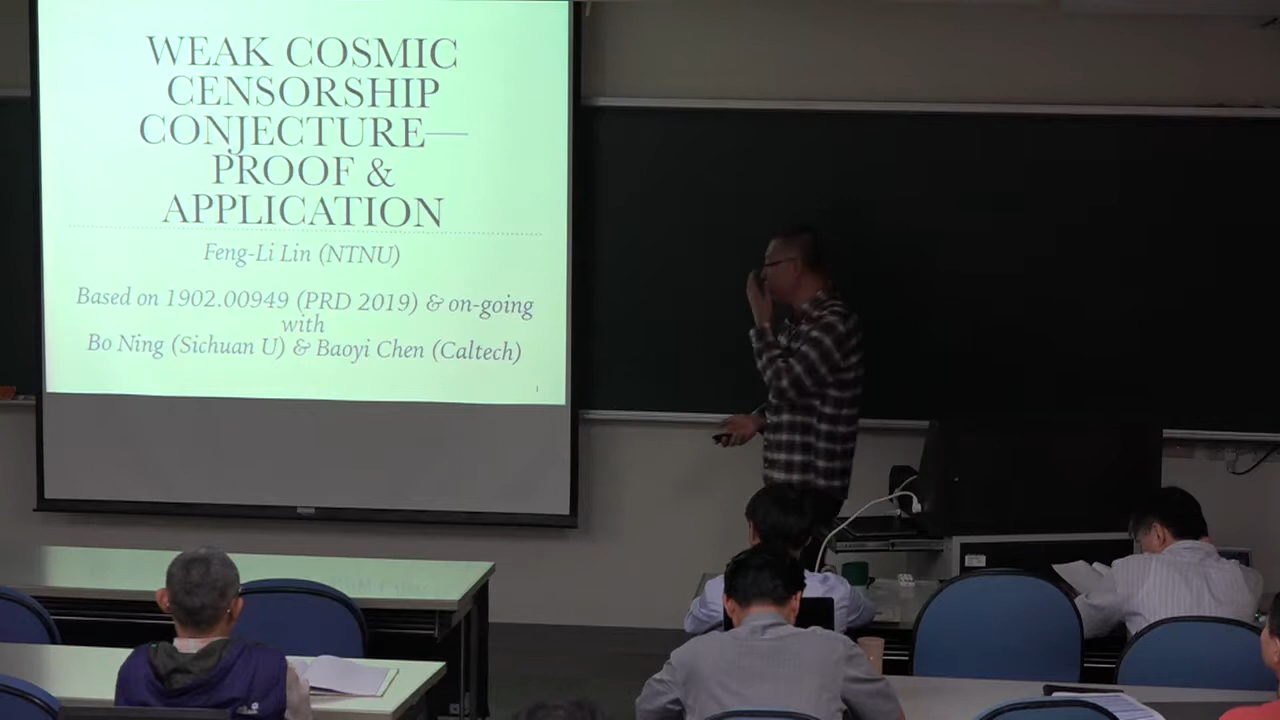 WEAK COSMIC
CENSORSHIP
CONJECTURE—
PROOF &
APPLICATION
Feng-Li Lin (NTNU)
Based on 1902.00949 (PRD 2019) & on-going
with
Bo Ning (Sichuan U) & Baoyi Chen (Caltech)
1